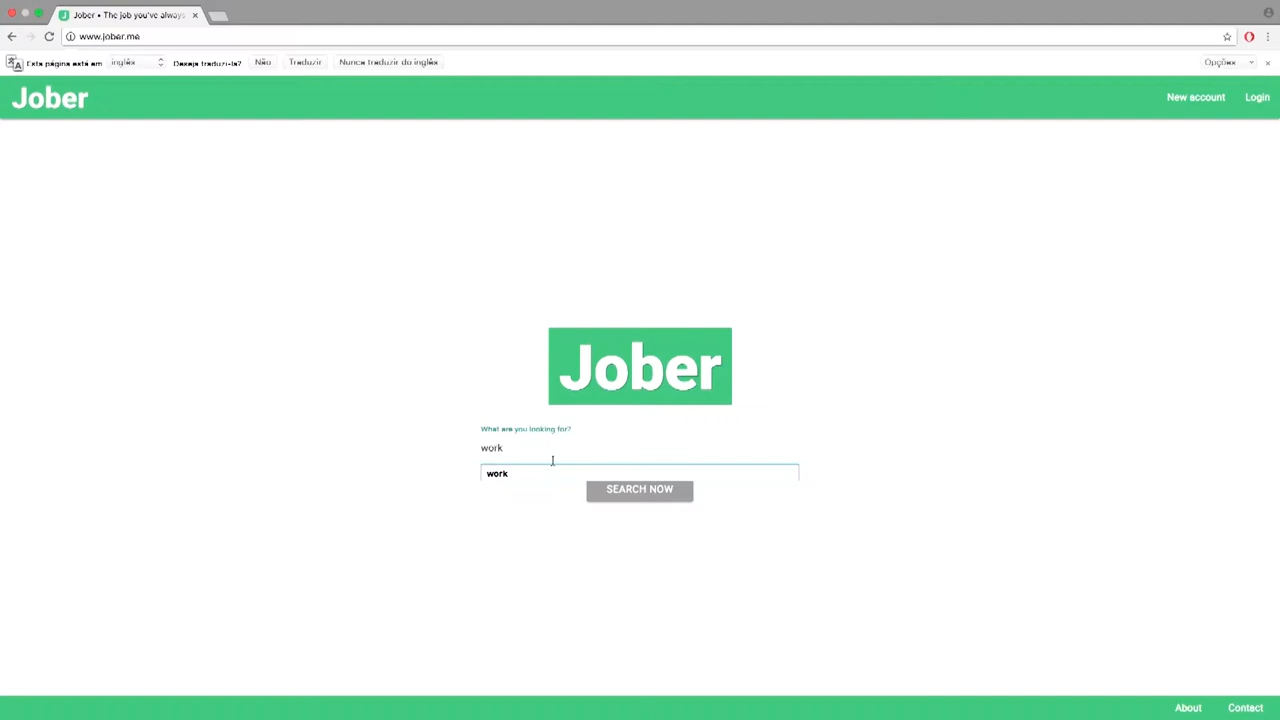 Jober • The job you've always
www.jober.me
Esta página está em inglês Deseja traduzi-la? Não Traduzir Nunca traduzir do inglês Opções
Jober New account Login
Jober
What are you looking for?
work
work
SEARCH NOW
About Contact